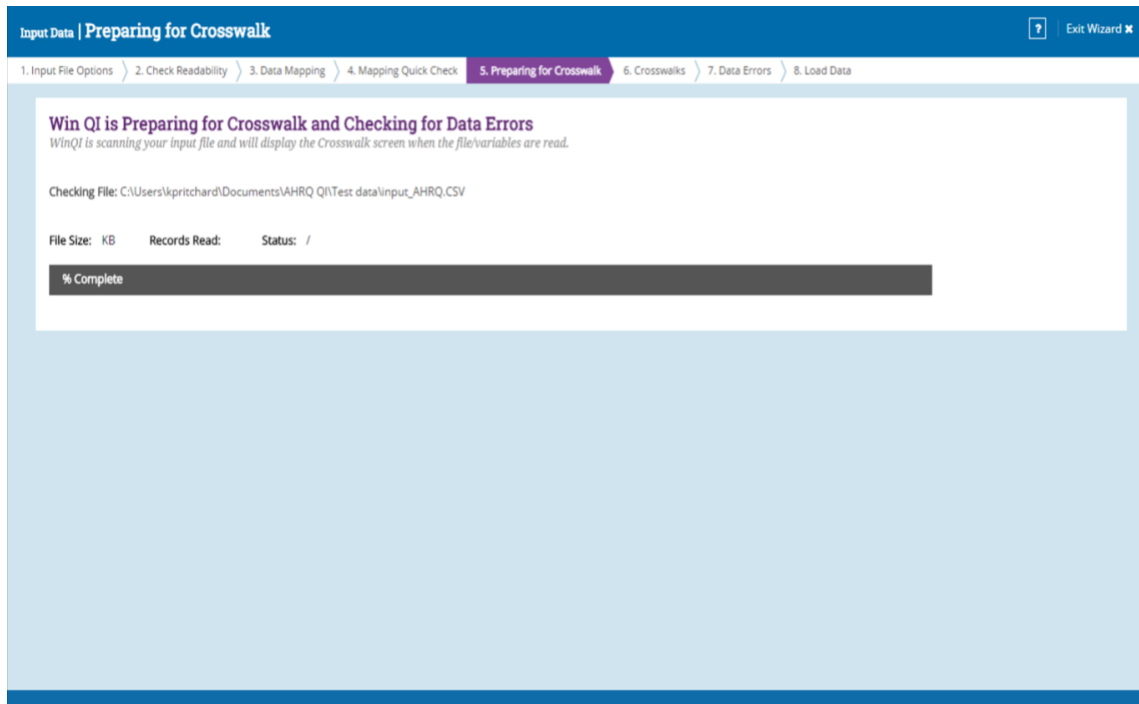 Input Data | Preparing for Crosswalk
? Exit Wizard ✖
1. Input File Options 2. Check Readability 3. Data Mapping 4. Mapping Quick Check 5. Preparing for Crosswalk 6. Crosswalks 7. Data Errors 8. Load Data
Win QI is Preparing for Crosswalk and Checking for Data Errors
WinQI is scanning your input file and will display the Crosswalk screen when the file/variables are read.
Checking File: C:\Users\kpritchard\Documents\AHRQ QI\Test data\input_AHRQ.CSV
File Size: KB Records Read: Status: /
% Complete